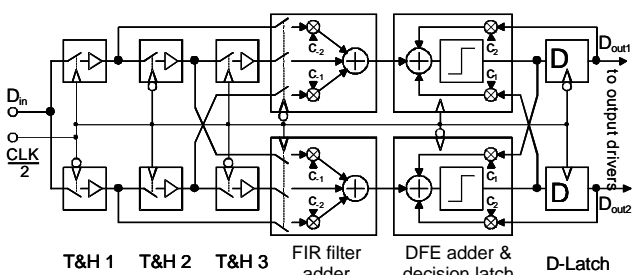 C-2
C-1
C2
C1
D
Dout1
Din
CLK
2
to output drivers
C-1
C-2
C1
C2
D
Dout2
T&H 1 T&H 2 T&H 3 FIR filter DFE adder & D-Latch
adder decision latch